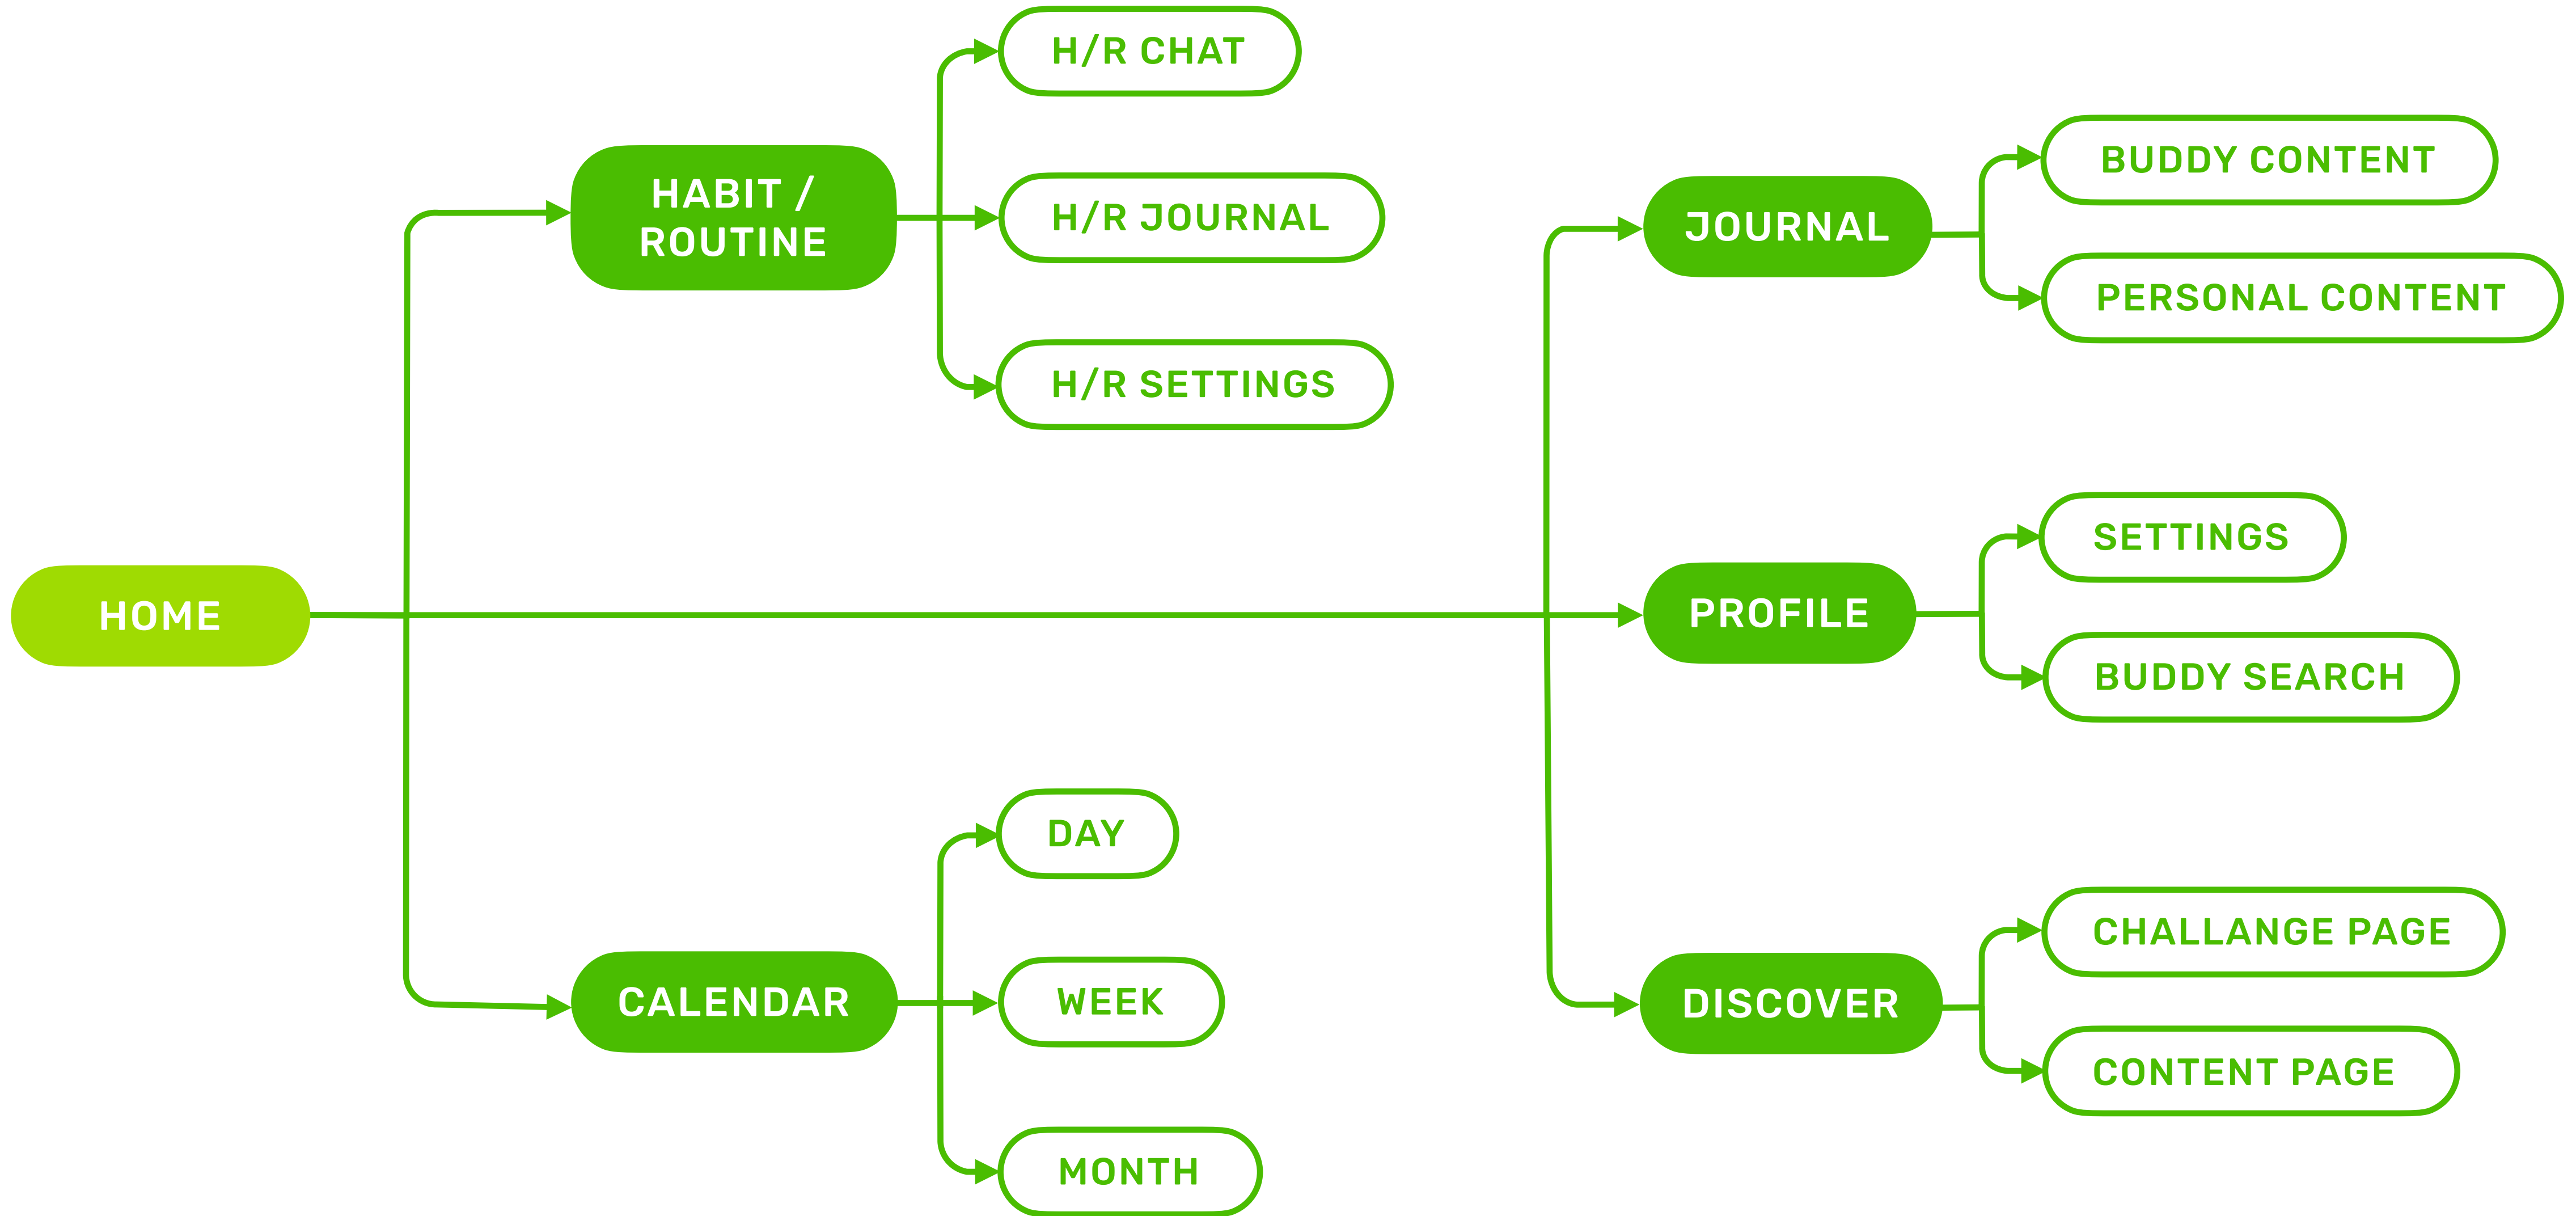 HOME
HABIT /
ROUTINE
H/R CHAT
H/R JOURNAL
H/R SETTINGS
CALENDAR
DAY
WEEK
MONTH
JOURNAL
BUDDY CONTENT
PERSONAL CONTENT
PROFILE
SETTINGS
BUDDY SEARCH
DISCOVER
CHALLANGE PAGE
CONTENT PAGE